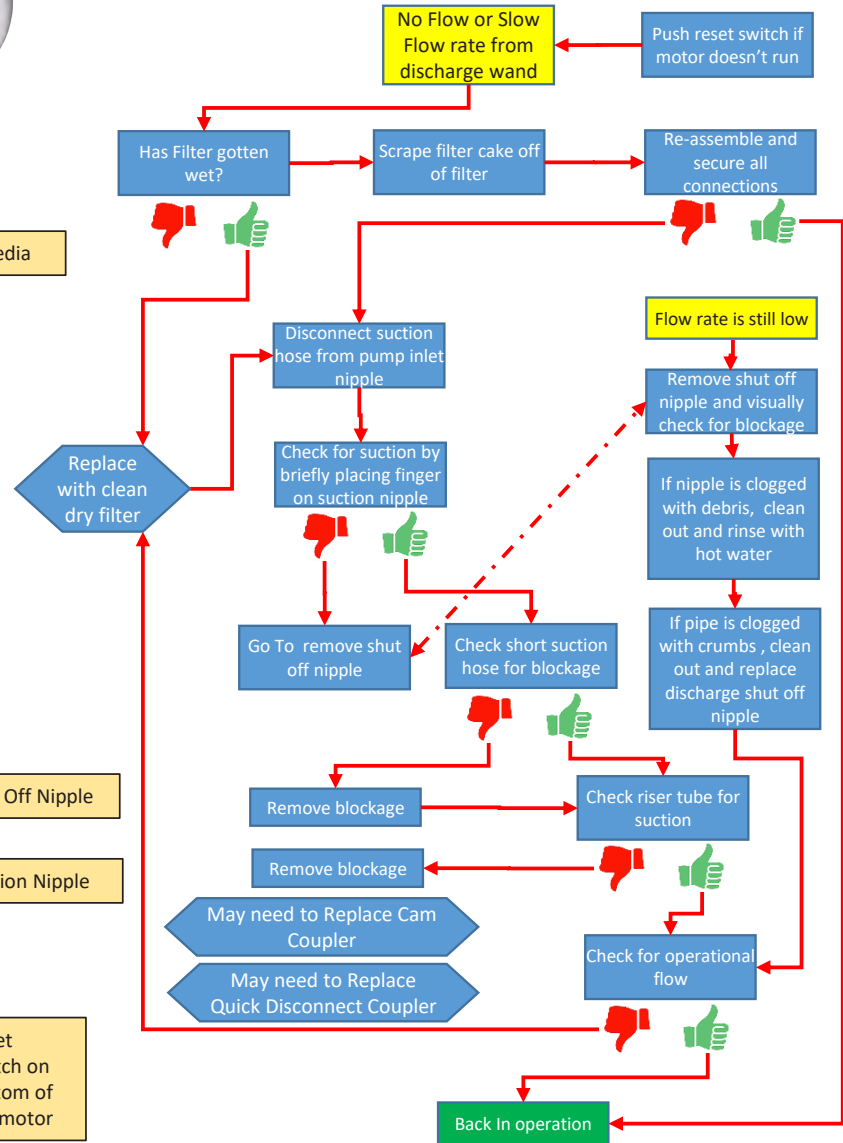 No Flow or Slow
Flow rate from
discharge wand
Push reset switch if
motor doesn't run
Has Filter gotten
wet?
Scrape filter cake off
of filter
Re-assemble and
secure all
connections
edia
Disconnect suction
hose from pump inlet
nipple
Flow rate is still low
Remove shut off
nipple and visually
check for blockage
Replace
with clean
dry filter
Check for suction by
briefly placing finger
on suction nipple
If nipple is clogged
with debris, clean
out and rinse with
hot water
Go To remove shut
off nipple
Check short suction
hose for blockage
If pipe is clogged
with crumbs , clean
out and replace
discharge shut off
nipple
Off Nipple
Remove blockage
Check riser tube for
suction
Remove blockage
ion Nipple
May need to Replace Cam
Coupler
May need to Replace
Quick Disconnect Coupler
Check for operational
flow
et
tch on
tom of
motor
Back In operation